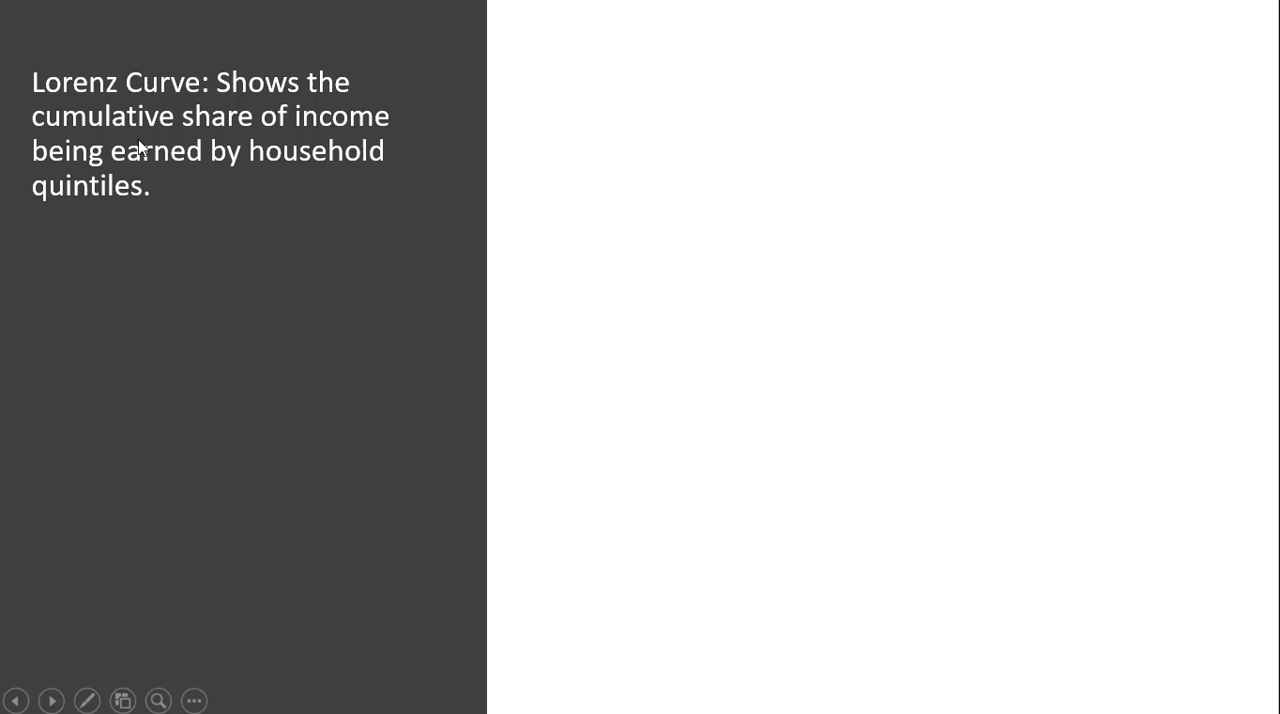 Lorenz Curve: Shows the
cumulative share of income
being earned by household
quintiles.